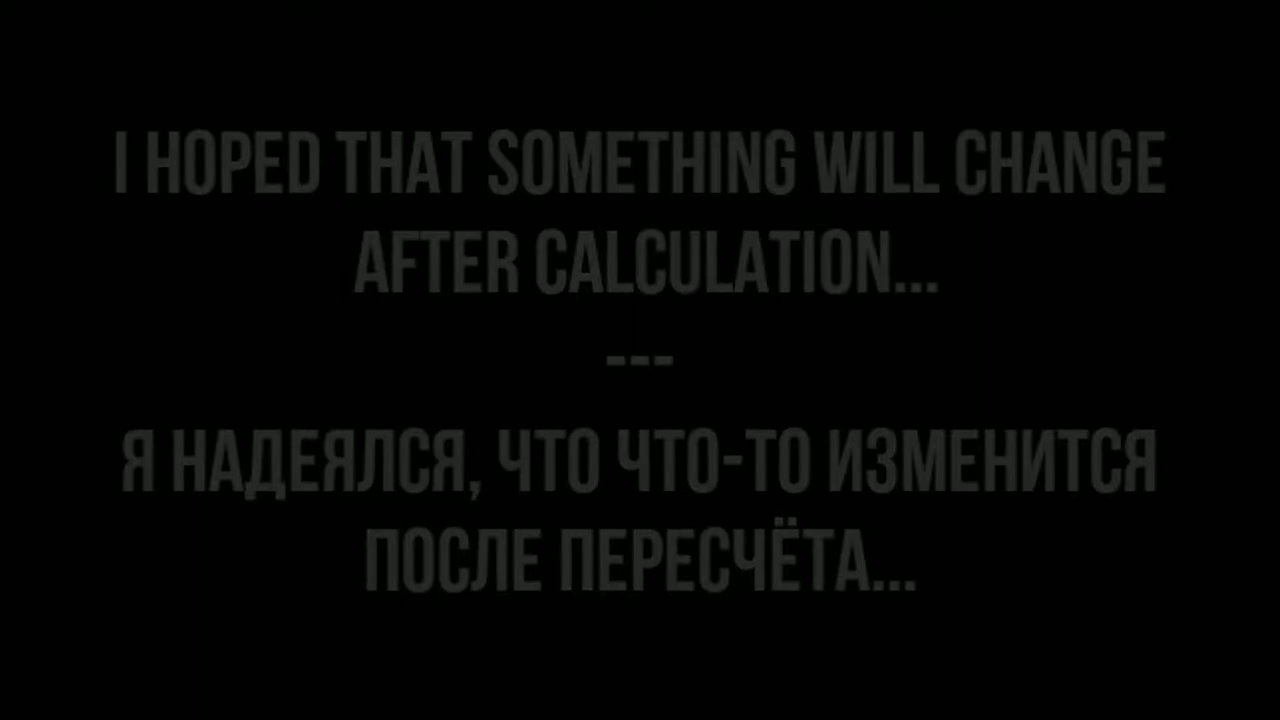 I HOPED THAT SOMETHING WILL CHANGE
AFTER CALCULATION...
---
Я НАДЕЯЛСЯ, ЧТО ЧТО-ТО ИЗМЕНИТСЯ
ПОСЛЕ ПЕРЕСЧЁТА...